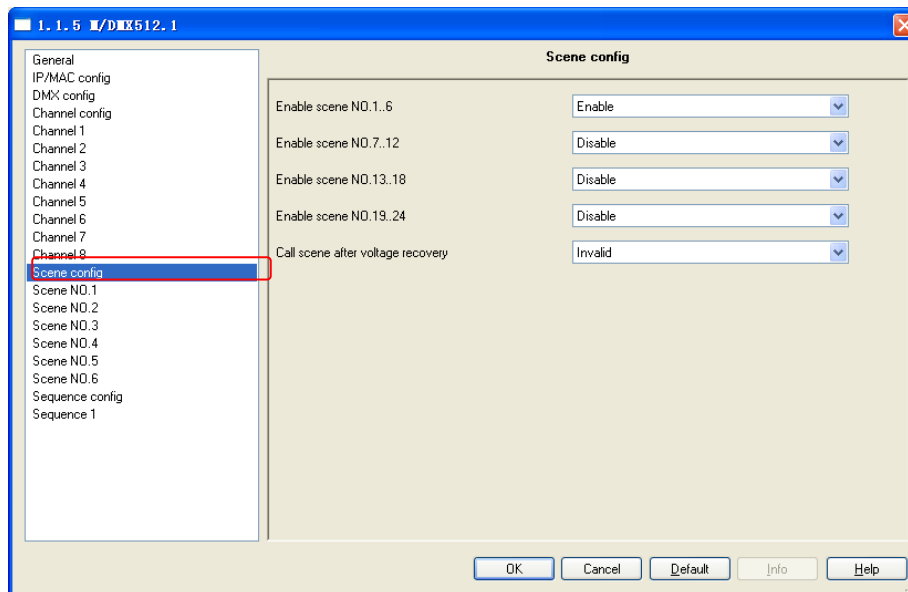 1.1.5 M/DMX512.1
General
IP/MAC config
DMX config
Channel config
Channel 1
Channel 2
Channel 3
Channel 4
Channel 5
Channel 6
Channel 7
Channel 8
Scene config
Scene NO.1
Scene NO.2
Scene NO.3
Scene NO.4
Scene NO.5
Scene NO.6
Sequence config
Sequence 1
Scene config
Enable scene NO.1..6 Enable
Enable scene NO.7..12 Disable
Enable scene NO.13..18 Disable
Enable scene NO.19..24 Disable
Call scene after voltage recovery Invalid
OK Cancel Default Info Help